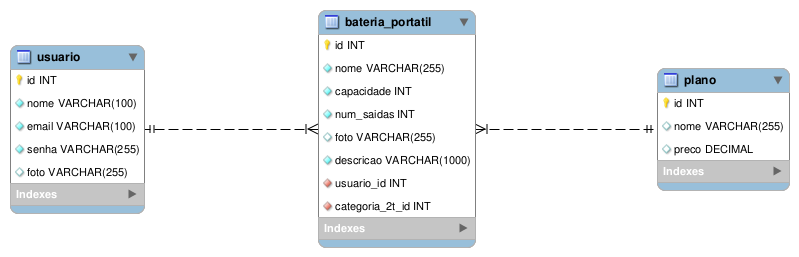 usuario
id INT
nome VARCHAR(100)
email VARCHAR(100)
senha VARCHAR(255)
foto VARCHAR(255)
Indexes
bateria_portatil
id INT
nome VARCHAR(255)
capacidade INT
num_saidas INT
foto VARCHAR(255)
descricao VARCHAR(1000)
usuario_id INT
categoria_2t_id INT
Indexes
plano
id INT
nome VARCHAR(255)
preco DECIMAL
Indexes